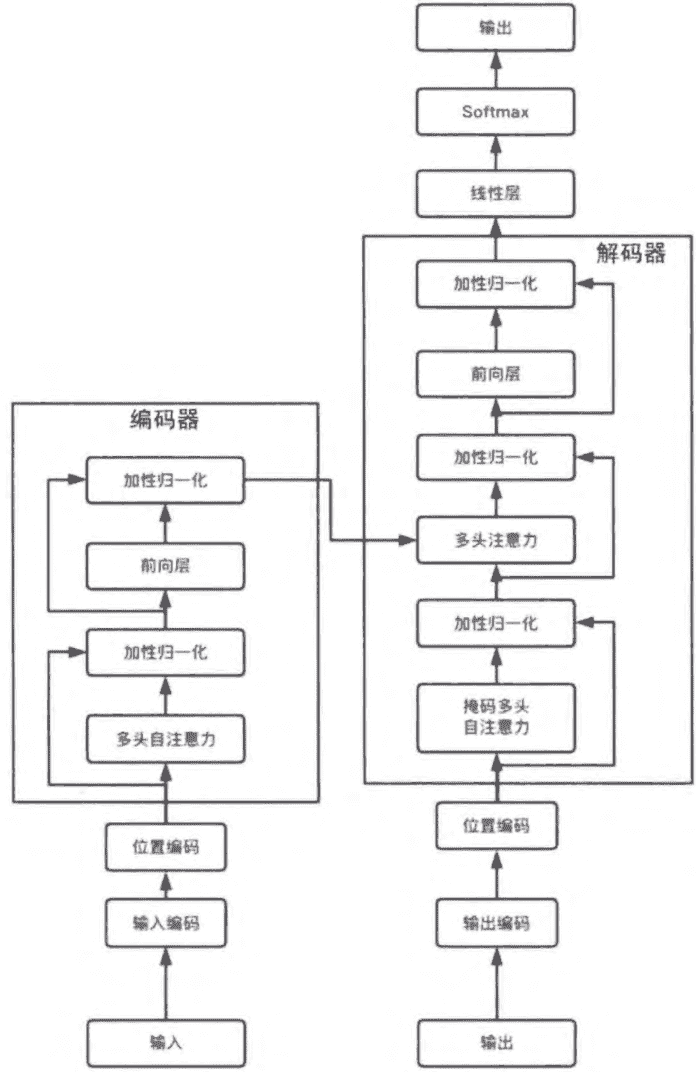 输出
Softmax
线性层
解码器
加性归一化
前向层
加性归一化
多头注意力
加性归一化
掩码多头
自注意力
位置编码
输出编码
输出
编码器
加性归一化
前向层
加性归一化
多头自注意力
位置编码
输入编码
输入